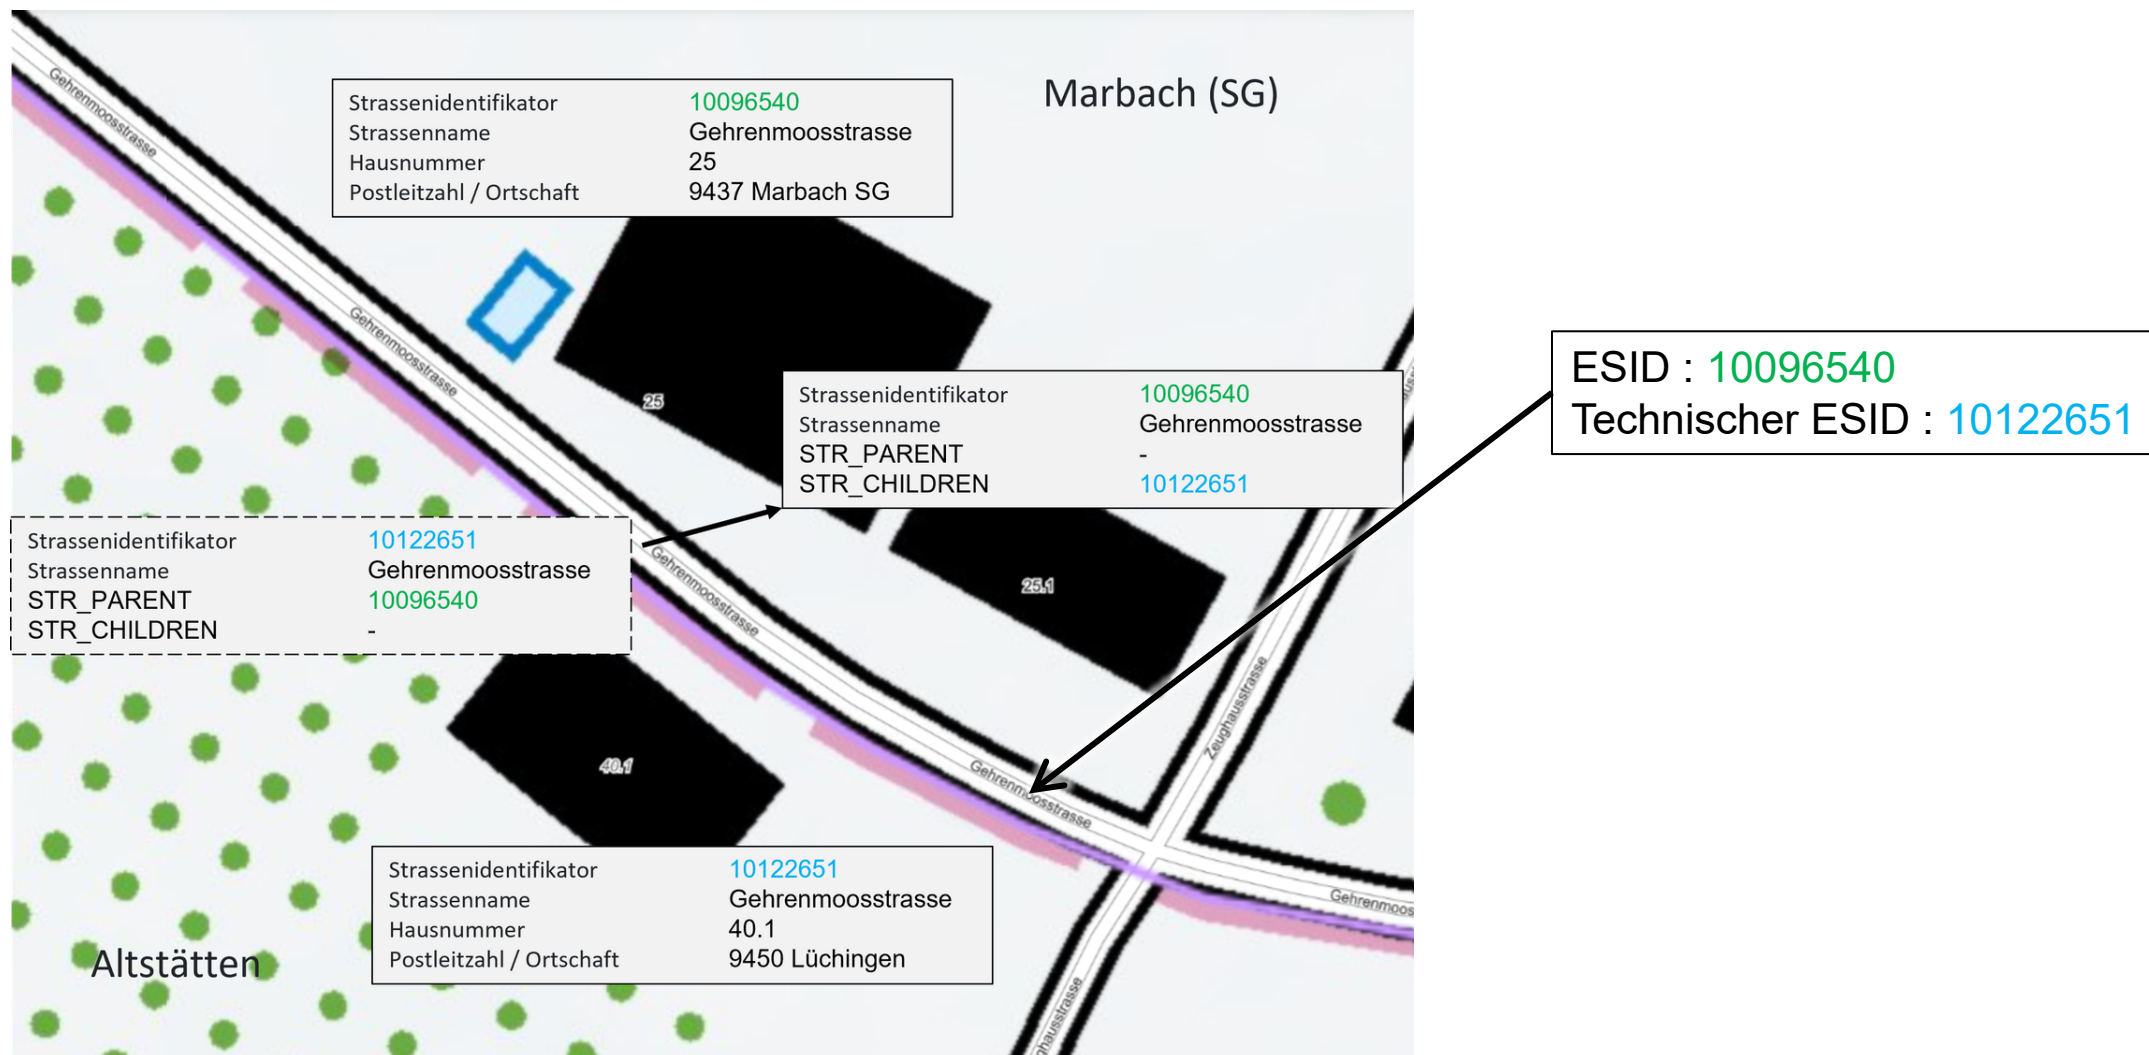 Marbach (SG)
Gehrenmoosstrasse
Strassenidentifikator 10096540
Strassenname Gehrenmoosstrasse
Hausnummer 25
Postleitzahl / Ortschaft 9437 Marbach SG
Gehrenmoosstrasse
25
Strassenidentifikator 10096540
Strassenname Gehrenmoosstrasse
STR_PARENT -
STR_CHILDREN 10122651
ESID : 10096540
Technischer ESID : 10122651
Strassenidentifikator 10122651
Strassenname Gehrenmoosstrasse
STR_PARENT 10096540
STR_CHILDREN -
Gehrenmoosstrasse
25.1
Zeughausstrasse
40.1
Gehrenmoosstrasse
Strassenidentifikator 10122651
Strassenname Gehrenmoosstrasse
Hausnummer 40.1
Postleitzahl / Ortschaft 9450 Lüchingen
Gehrenmoos
Altstätten
ghausstrasse